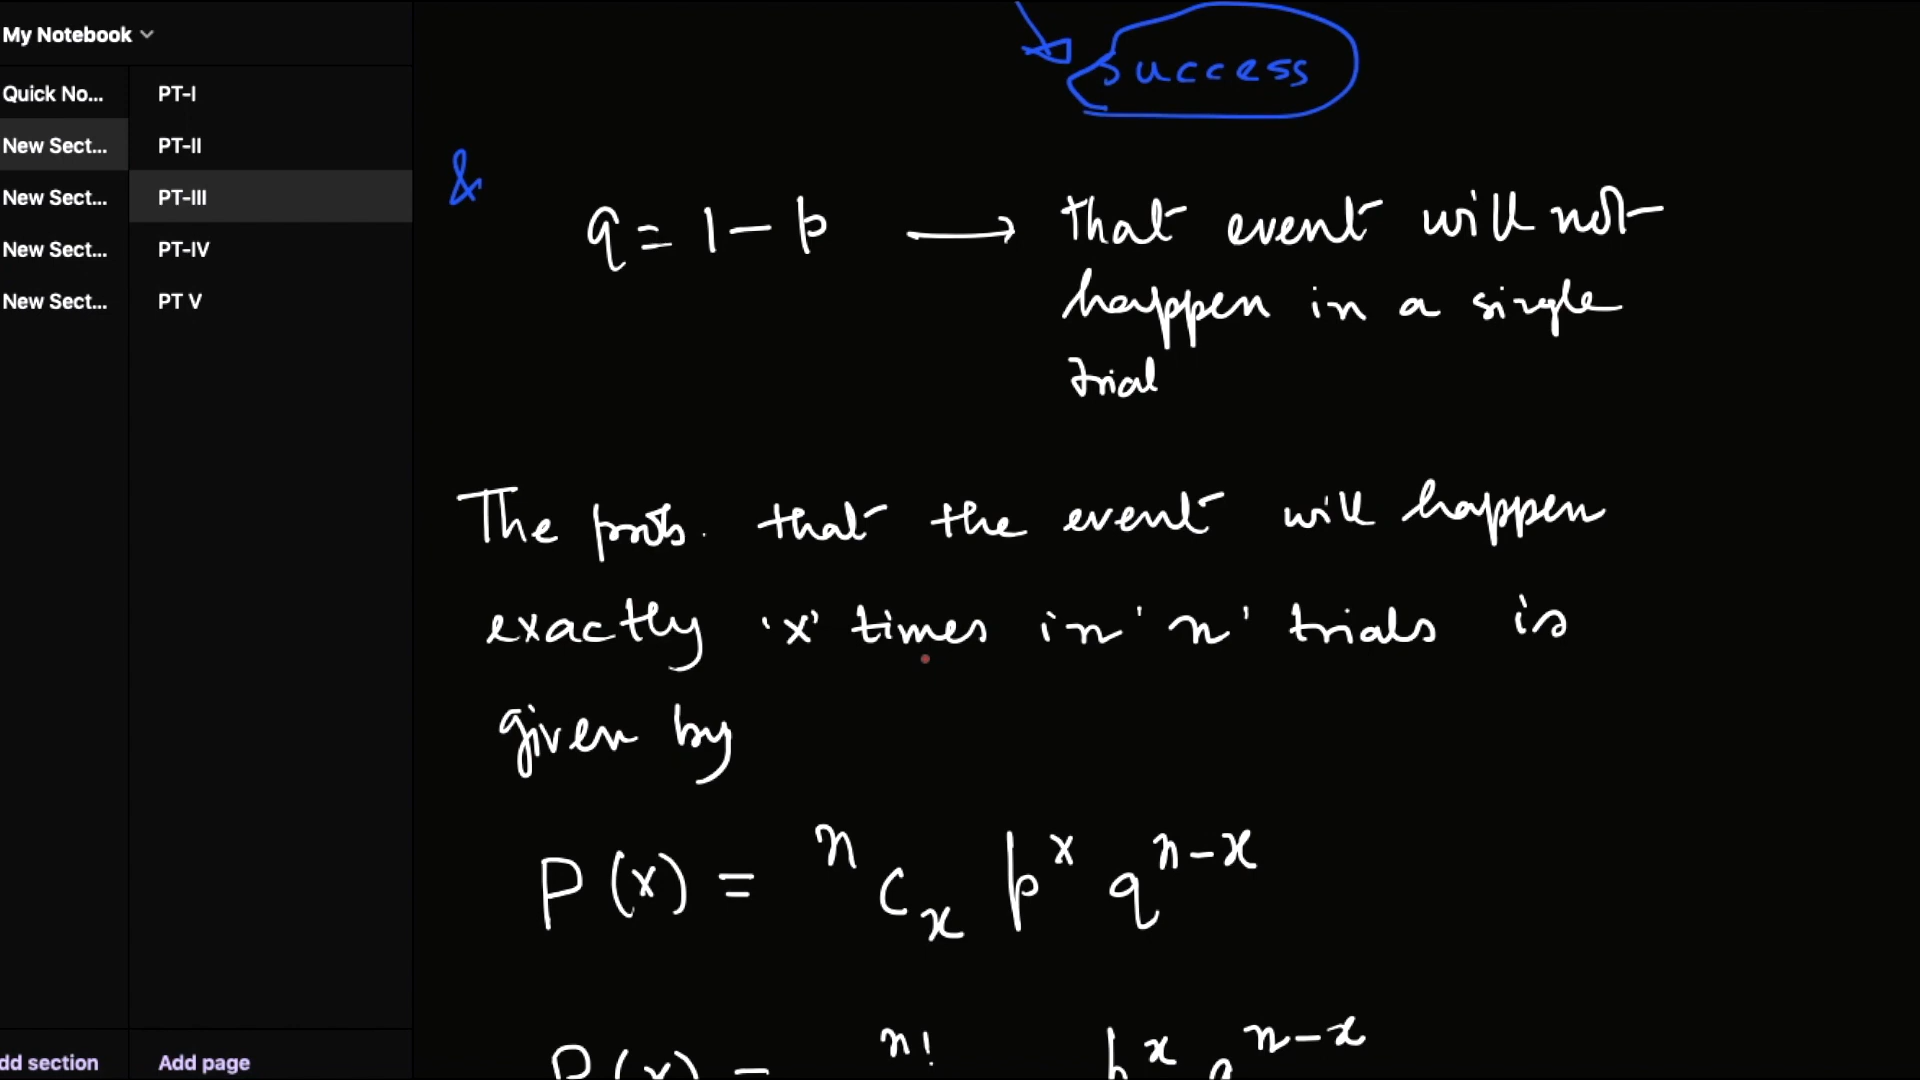 My Notebook
Quick No...
New Sect...
New Sect...
New Sect...
New Sect...
dd section
PT-I
PT-II
PT-III
PT-IV
PT V
Add page
Success
&
q = 1 - p → that event will not
happen in a single
trial
The prob. that the event will happen
exactly 'x' times in 'n' trials is
given by
P(x) = ⁿCₓ pˣ qⁿ⁻ˣ
P(x) = n! pˣ qⁿ⁻ˣ